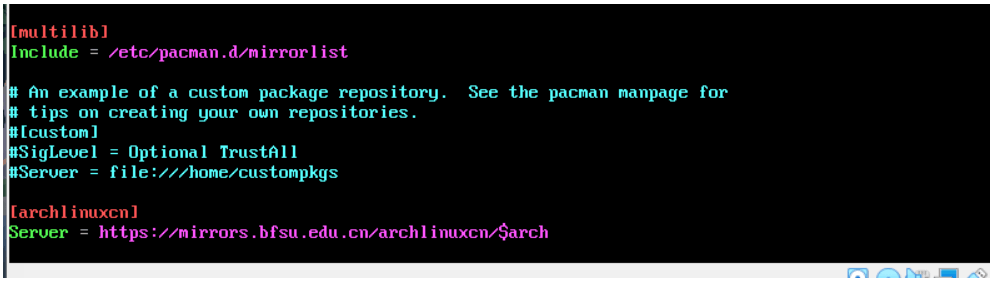 [multilib]
Include = /etc/pacman.d/mirrorlist
# An example of a custom package repository.  See the pacman manpage for
# tips on creating your own repositories.
#[custom]
#SigLevel = Optional TrustAll
#Server = file:///home/custompkgs
[archlinuxcn]
Server = https://mirrors.bfsu.edu.cn/archlinuxcn/$arch